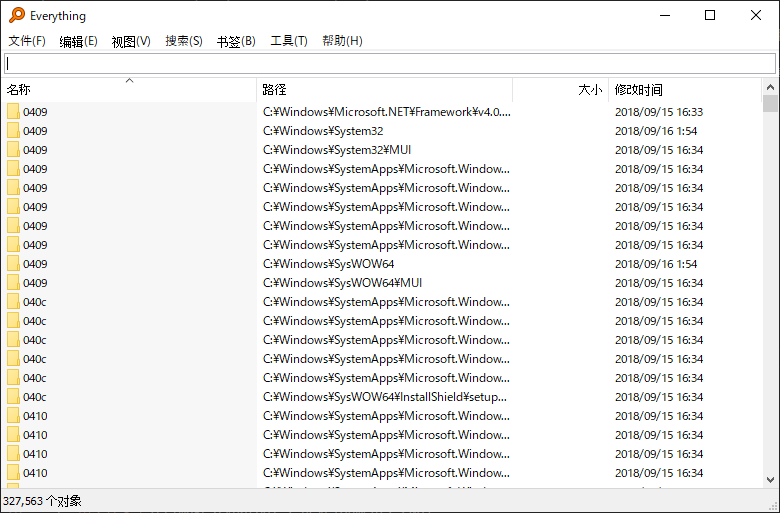 Everything
文件(F) 编辑(E) 视图(V) 搜索(S) 书签(B) 工具(T) 帮助(H)
名称 路径 大小 修改时间
0409 C:¥Windows¥Microsoft.NET¥Framework¥v4.0.... 2018/09/15 16:33
0409 C:¥Windows¥System32 2018/09/16 1:54
0409 C:¥Windows¥System32¥MUI 2018/09/15 16:34
0409 C:¥Windows¥SystemApps¥Microsoft.Window... 2018/09/15 16:34
0409 C:¥Windows¥SystemApps¥Microsoft.Window... 2018/09/15 16:34
0409 C:¥Windows¥SystemApps¥Microsoft.Window... 2018/09/15 16:34
0409 C:¥Windows¥SystemApps¥Microsoft.Window... 2018/09/15 16:34
0409 C:¥Windows¥SystemApps¥Microsoft.Window... 2018/09/15 16:34
0409 C:¥Windows¥SysWOW64 2018/09/16 1:54
0409 C:¥Windows¥SysWOW64¥MUI 2018/09/15 16:34
040c C:¥Windows¥SystemApps¥Microsoft.Window... 2018/09/15 16:34
040c C:¥Windows¥SystemApps¥Microsoft.Window... 2018/09/15 16:34
040c C:¥Windows¥SystemApps¥Microsoft.Window... 2018/09/15 16:34
040c C:¥Windows¥SystemApps¥Microsoft.Window... 2018/09/15 16:34
040c C:¥Windows¥SystemApps¥Microsoft.Window... 2018/09/15 16:34
040c C:¥Windows¥SysWOW64¥InstallShield¥setup... 2018/09/15 16:34
0410 C:¥Windows¥SystemApps¥Microsoft.Window... 2018/09/15 16:34
0410 C:¥Windows¥SystemApps¥Microsoft.Window... 2018/09/15 16:34
0410 C:¥Windows¥SystemApps¥Microsoft.Window... 2018/09/15 16:34
0410 C:¥Windows¥SystemApps¥Microsoft.Window... 2018/09/15 16:34
327,563 个对象